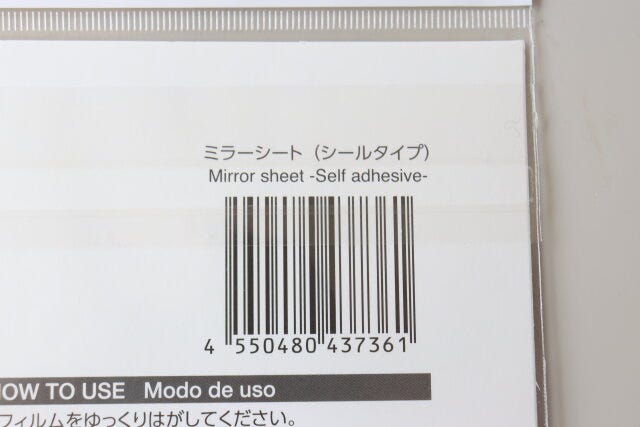 ミラーシート（シールタイプ）
Mirror sheet -Self adhesive-
4 550480 437361
HOW TO USE Modo de uso
フィルムをゆっくりはがしてください。